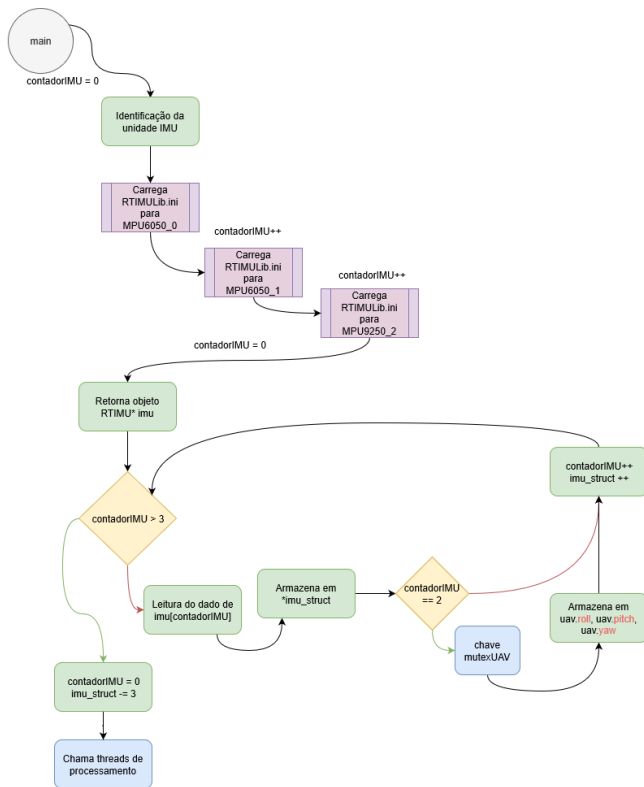 main
contadorIMU = 0
Identificação da
unidade IMU
Carrega
RTIMULib.ini
para
MPU6050_0
contadorIMU++
Carrega
RTIMULib.ini
para
MPU6050_1
contadorIMU++
Carrega
RTIMULib.ini
para
MPU9250_2
contadorIMU = 0
Retorna objeto
RTIMU* imu
contadorIMU++
imu_struct ++
contadorIMU > 3
Leitura do dado de
imu[contadorIMU]
Armazena em
*imu_struct
contadorIMU
== 2
chave
mutexUAV
Armazena em
uav.roll, uav.pitch,
uav.yaw
contadorIMU = 0
imu_struct -= 3
Chama threads de
processamento